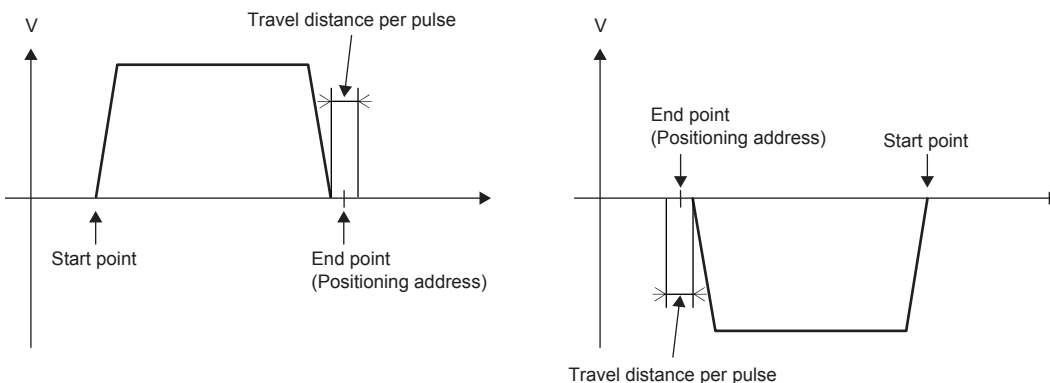 Travel distance per pulse
V
Start point
End point
(Positioning address)
V
End point
(Positioning address)
Start point
Travel distance per pulse